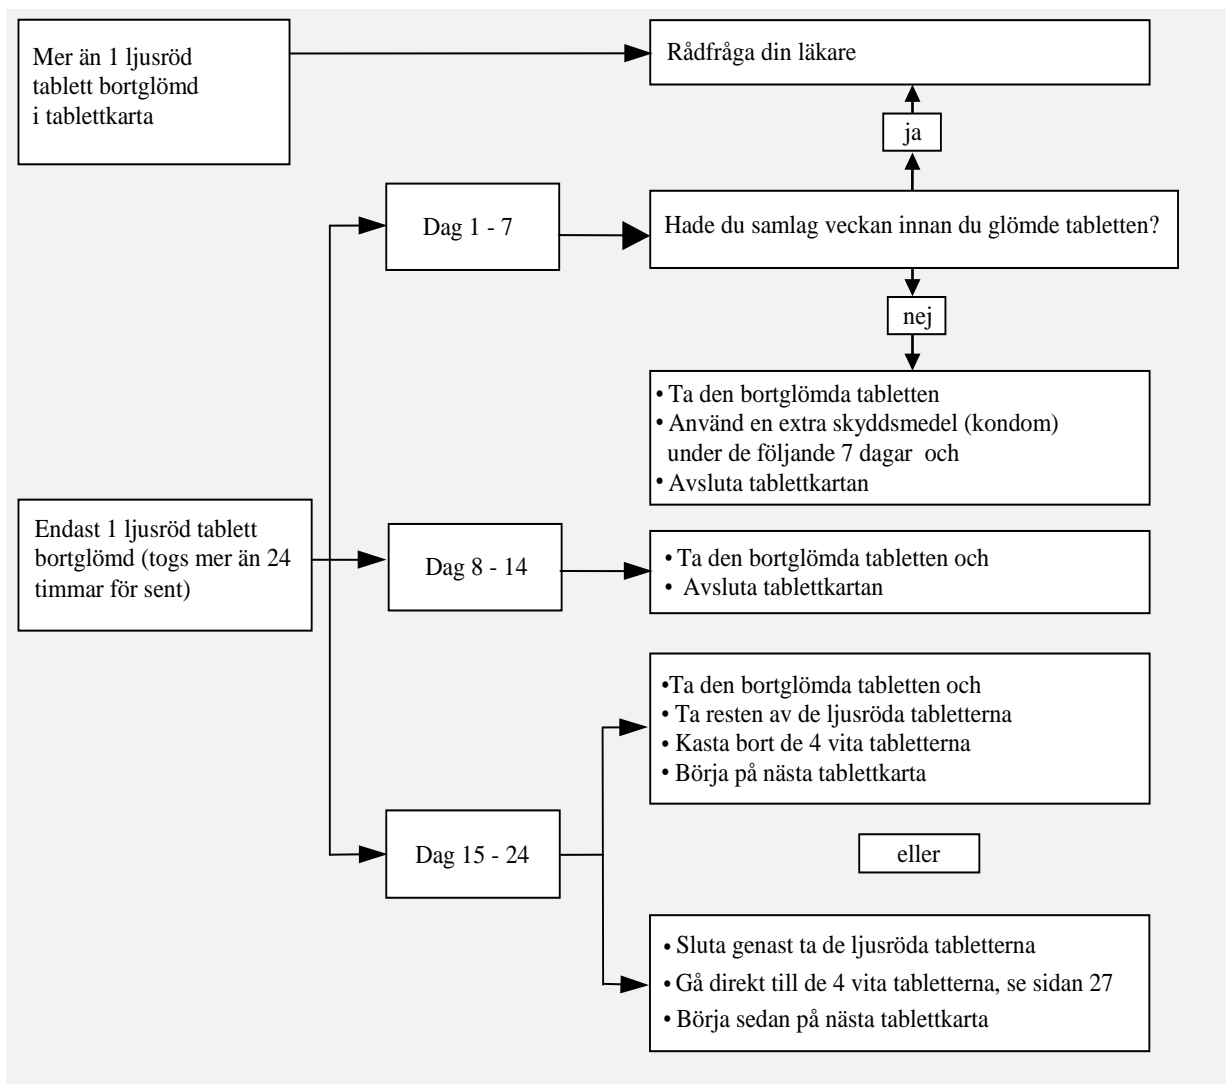 Mer än 1 ljusröd
tablett bortglömd
i tablettkarta
Rådfråga din läkare
ja
Dag 1 - 7
Hade du samlag veckan innan du glömde tabletten?
nej
• Ta den bortglömda tabletten
• Använd en extra skyddsmedel (kondom)
under de följande 7 dagar och
• Avsluta tablettkartan
Endast 1 ljusröd tablett
bortglömd (togs mer än 24
timmar för sent)
Dag 8 - 14
• Ta den bortglömda tabletten och
• Avsluta tablettkartan
•Ta den bortglömda tabletten och
• Ta resten av de ljusröda tabletterna
• Kasta bort de 4 vita tabletterna
• Börja på nästa tablettkarta
Dag 15 - 24
eller
• Sluta genast ta de ljusröda tabletterna
• Gå direkt till de 4 vita tabletterna, se sidan 27
• Börja sedan på nästa tablettkarta